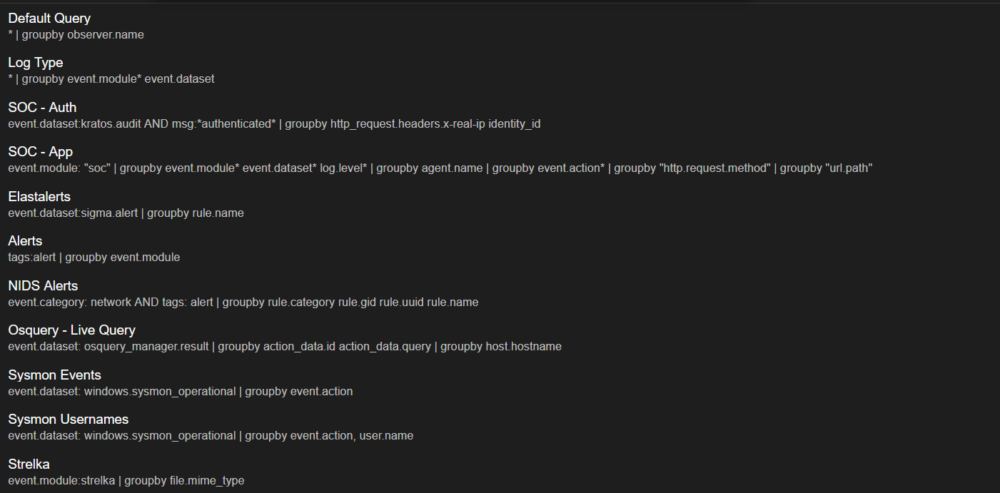 Default Query
* | groupby observer.name
Log Type
* | groupby event.module* event.dataset
SOC - Auth
event.dataset:kratos.audit AND msg:*authenticated* | groupby http_request.headers.x-real-ip identity_id
SOC - App
event.module: "soc" | groupby event.module* event.dataset* log.level* | groupby agent.name | groupby event.action* | groupby "http.request.method" | groupby "url.path"
Elastalerts
event.dataset:sigma.alert | groupby rule.name
Alerts
tags:alert | groupby event.module
NIDS Alerts
event.category: network AND tags: alert | groupby rule.category rule.gid rule.uuid rule.name
Osquery - Live Query
event.dataset: osquery_manager.result | groupby action_data.id action_data.query | groupby host.hostname
Sysmon Events
event.dataset: windows.sysmon_operational | groupby event.action
Sysmon Usernames
event.dataset: windows.sysmon_operational | groupby event.action, user.name
Strelka
event.module:strelka | groupby file.mime_type